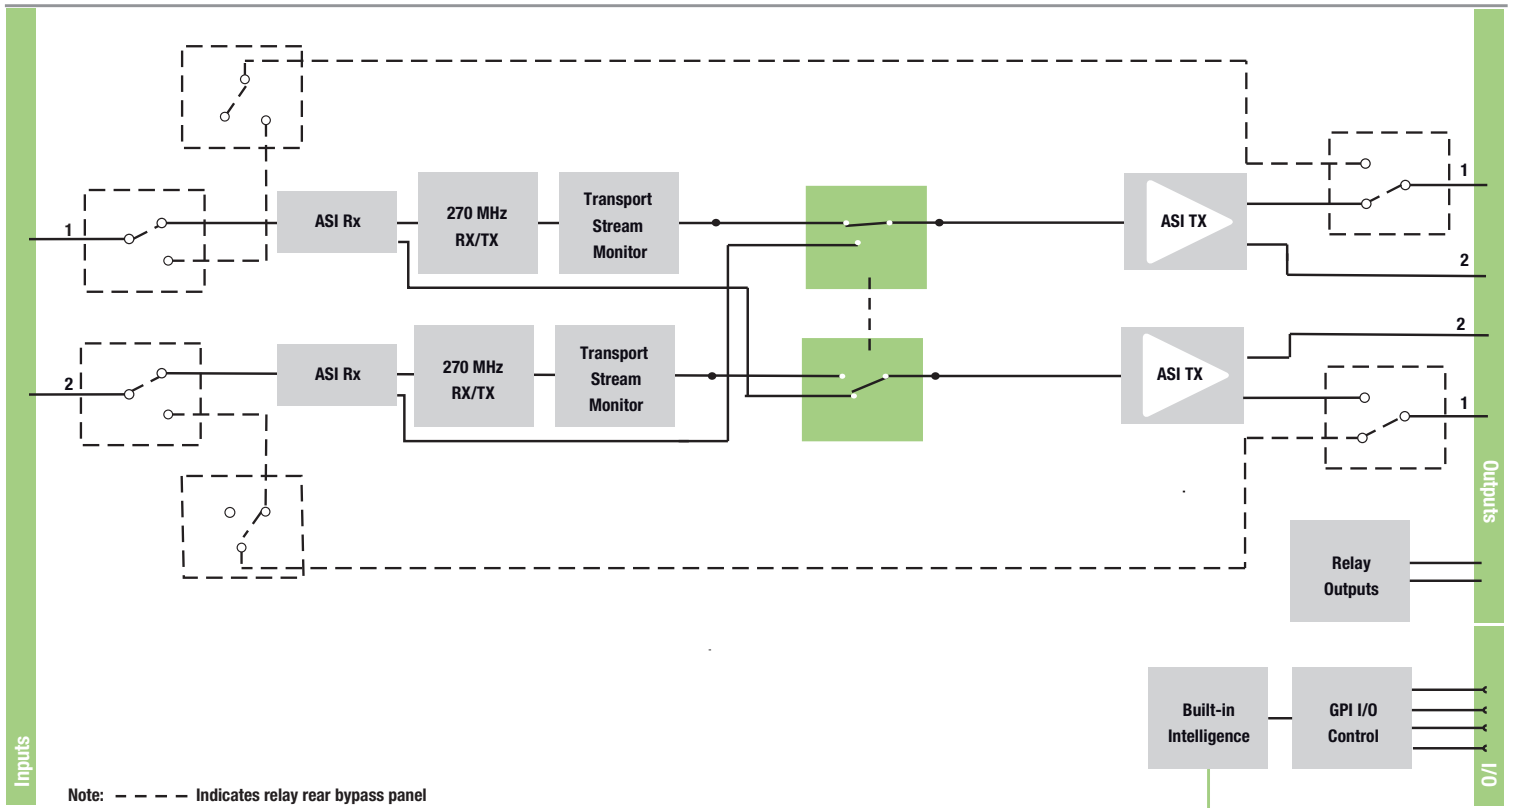 1
ASI Rx
270 MHz
RX/TX
Transport
Stream
Monitor
ASI TX
1
2
2
ASI Rx
270 MHz
RX/TX
Transport
Stream
Monitor
ASI TX
2
1
Outputs
Relay
Outputs
Built-in
Intelligence
GPI I/O
Control
Inputs
I/O
Note: – – – – – Indicates relay rear bypass panel